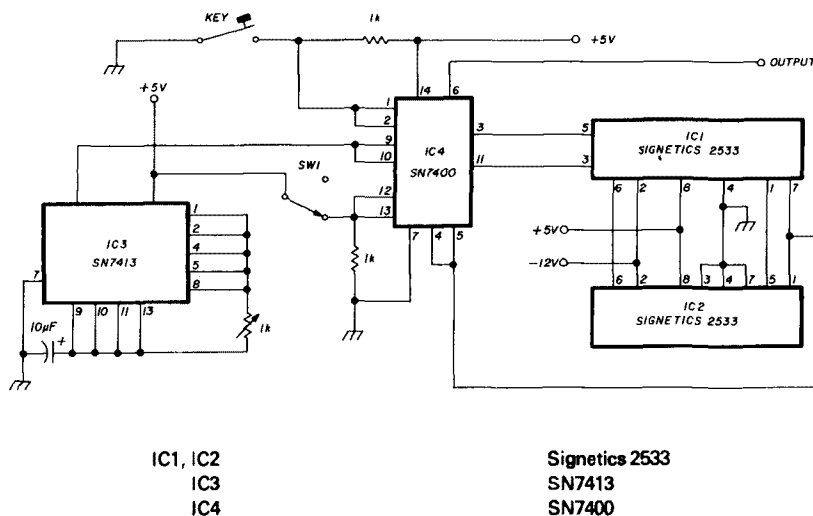 KEY
1k
+5V
OUTPUT
+5V
14
6
1
2
9
10
12
13
IC4
SN7400
3
11
7
4
5
5
3
IC1
SIGNETICS 2533
6
2
8
4
1
7
SW1
1k
+5V
-12V
6
2
8
3
4
7
5
1
IC2
SIGNETICS 2533
IC3
SN7413
1
2
4
5
8
7
9
10
11
13
10µF
+
1k
IC1, IC2 Signetics 2533
IC3 SN7413
IC4 SN7400